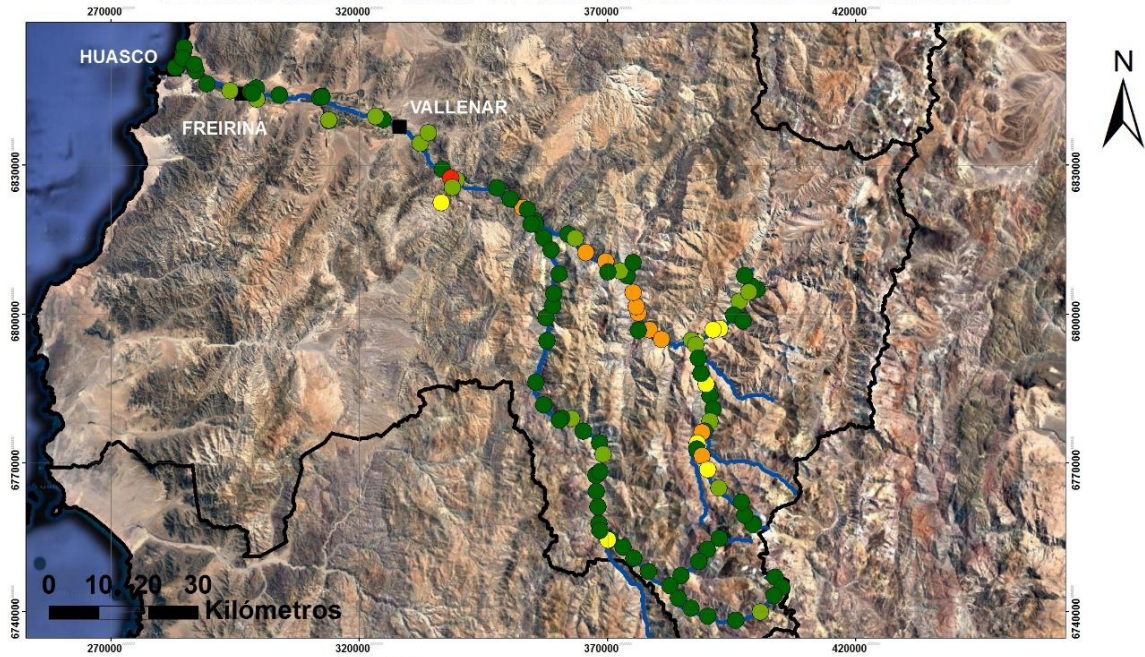 270000 320000 370000 420000
HUASCO
N
VALLENAR
FREIRINA
6830000 6830000
6800000 6800000
6770000 6770000
0 10 20 30
Kilómetros
6740000 6740000
270000 320000 370000 420000